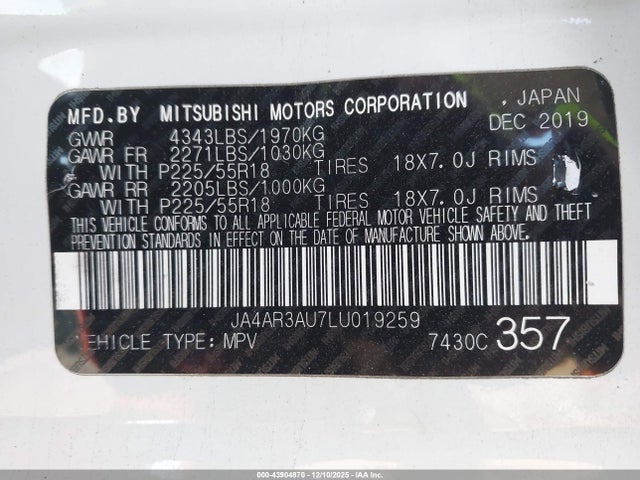 MFD.BY MITSUBISHI MOTORS CORPORATION , JAPAN
GVWR 4343LBS/1970KG DEC 2019
GAWR FR 2271LBS/1030KG
WITH P225/55R18 TIRES 18X7.0J RIMS
GAWR RR 2205LBS/1000KG
WITH P225/55R18 TIRES 18X7.0J RIMS
THIS VEHICLE CONFORMS TO ALL APPLICABLE FEDERAL MOTOR VEHICLE SAFETY AND THEFT
PREVENTION STANDARDS IN EFFECT ON THE DATE OF MANUFACTURE SHOWN ABOVE.
JA4AR3AU7LU019259
VEHICLE TYPE: MPV 7430C 357
000-43904870 - 12/10/2025 - copart